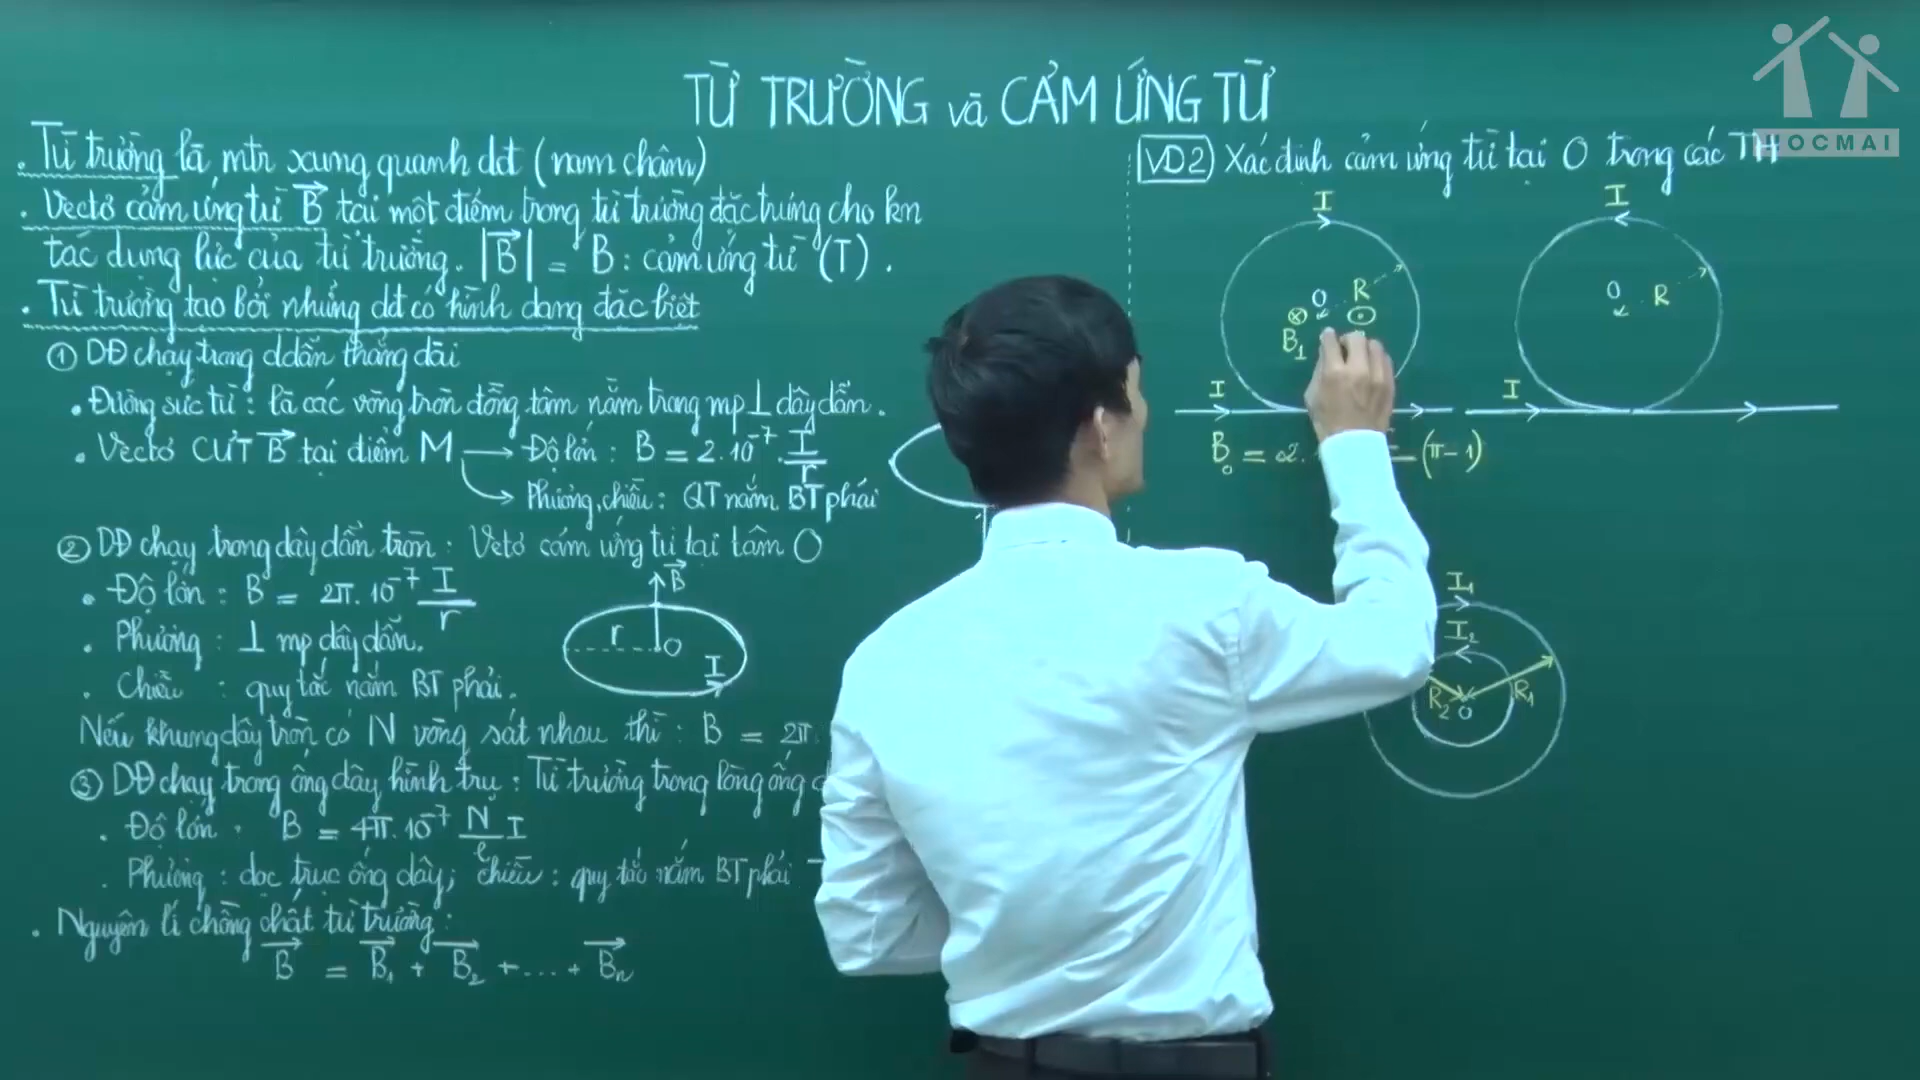 TỪ TRƯỜNG và CẢM ỨNG TỪ
HOCMAI
. Từ trường là mtr xung quanh dđ (nam châm)
. Vectơ cảm ứng từ B tại một điểm trong từ trường đặc trưng cho kn
tác dụng lực của từ trường. |B| = B : cảm ứng từ (T).
. Từ trường tạo bởi những dđ có hình dạng đặc biệt
① DĐ chạy trong ddẫn thẳng dài
. Đường sức từ : là các vòng tròn đồng tâm nằm trong mp ⊥ dây dẫn.
. Vectơ CƯT B tại điểm M → Độ lớn : B = 2.10⁻⁷. I/r
→ Phương, chiều : QT nắm BT phải
② DĐ chạy trong dây dẫn tròn : Vetơ cảm ứng từ tại tâm O
. Độ lớn : B = 2π.10⁻⁷ I/r
. Phương : ⊥ mp dây dẫn.
. Chiều : quy tắc nắm BT phải.
B
r
O
I
Nếu khung dây tròn có N vòng sát nhau thì : B = 2π
③ DĐ chạy trong ống dây hình trụ : Từ trường trong lòng ống
. Độ lớn . B = 4π.10⁻⁷ N/l I
. Phương : dọc trục ống dây; chiều : quy tắc nắm BT phải
. Nguyên lí chồng chất từ trường :
B = B₁ + B₂ + .... + Bₙ
VD2 Xác định cảm ứng từ tại O trong các TH
I
O
R
⊗ ⊙
B₁
I
B₀ = 2.
(π-1)
I
O
R
I
I₁
I₂
R₂
O
R₁